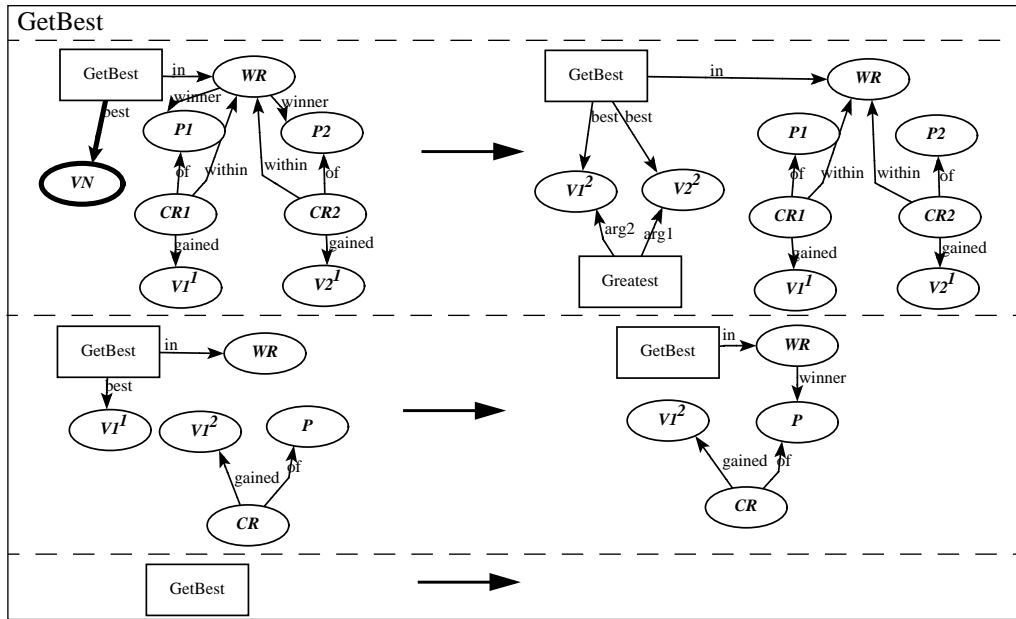 GetBest
GetBest
in
WR
winner
winner
best
P1
P2
of
within
within
of
VN
CR1
CR2
gained
gained
V1¹
V2¹
GetBest
in
WR
best
best
P1
P2
of
within
within
of
V1²
V2²
CR1
CR2
arg2
arg1
gained
gained
Greatest
V1¹
V2¹
GetBest
in
WR
best
V1¹
V1²
P
gained
of
CR
GetBest
in
WR
winner
V1²
P
gained
of
CR
GetBest